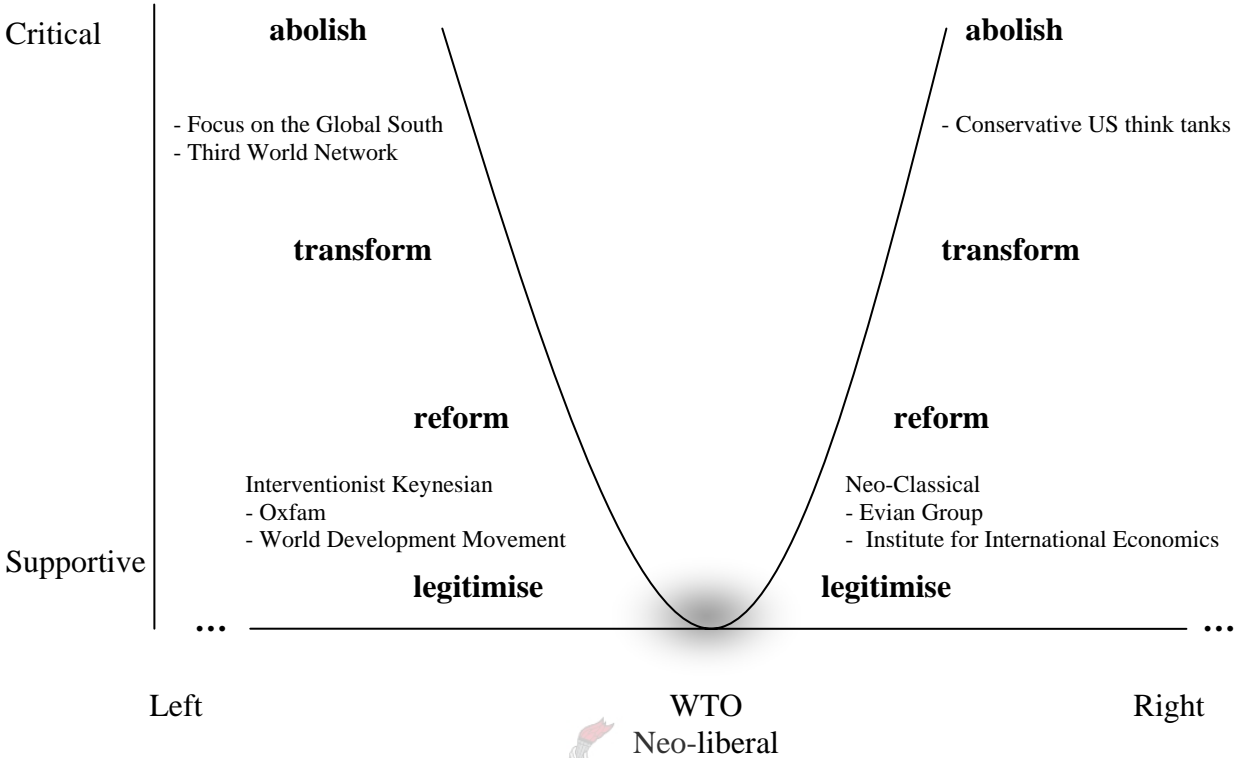 Critical
abolish
abolish
- Focus on the Global South
- Third World Network
- Conservative US think tanks
transform
transform
reform
reform
Interventionist Keynesian
- Oxfam
- World Development Movement
Neo-Classical
- Evian Group
- Institute for International Economics
Supportive
legitimise
legitimise
...
...
Left
WTO
Neo-liberal
Right